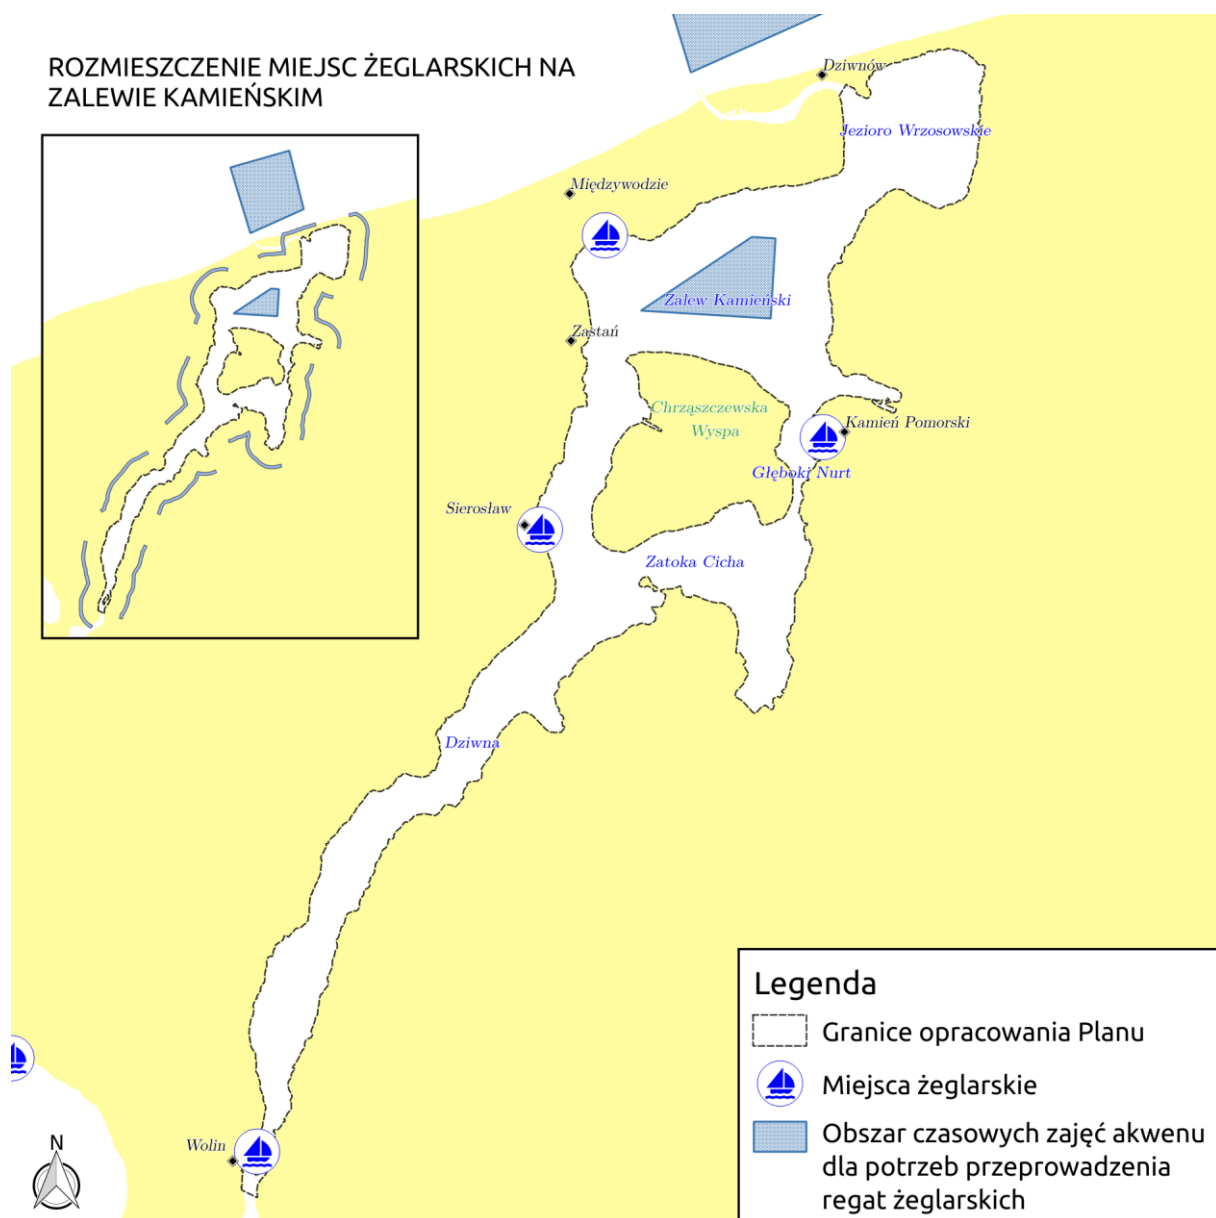 ROZMIESZCZENIE MIEJSC ŻEGLARSKICH NA
ZALEWIE KAMIEŃSKIM
Dziwnów
Jezioro Wrzosowskie
Międzywodzie
Zalew Kamieński
Zastań
Chrząszczewska
Wyspa
Kamień Pomorski
Głęboki Nurt
Sierosław
Zatoka Cicha
Dziwna
Wolin
N
Legenda
Granice opracowania Planu
Miejsca żeglarskie
Obszar czasowych zajęć akwenu
dla potrzeb przeprowadzenia
regat żeglarskich